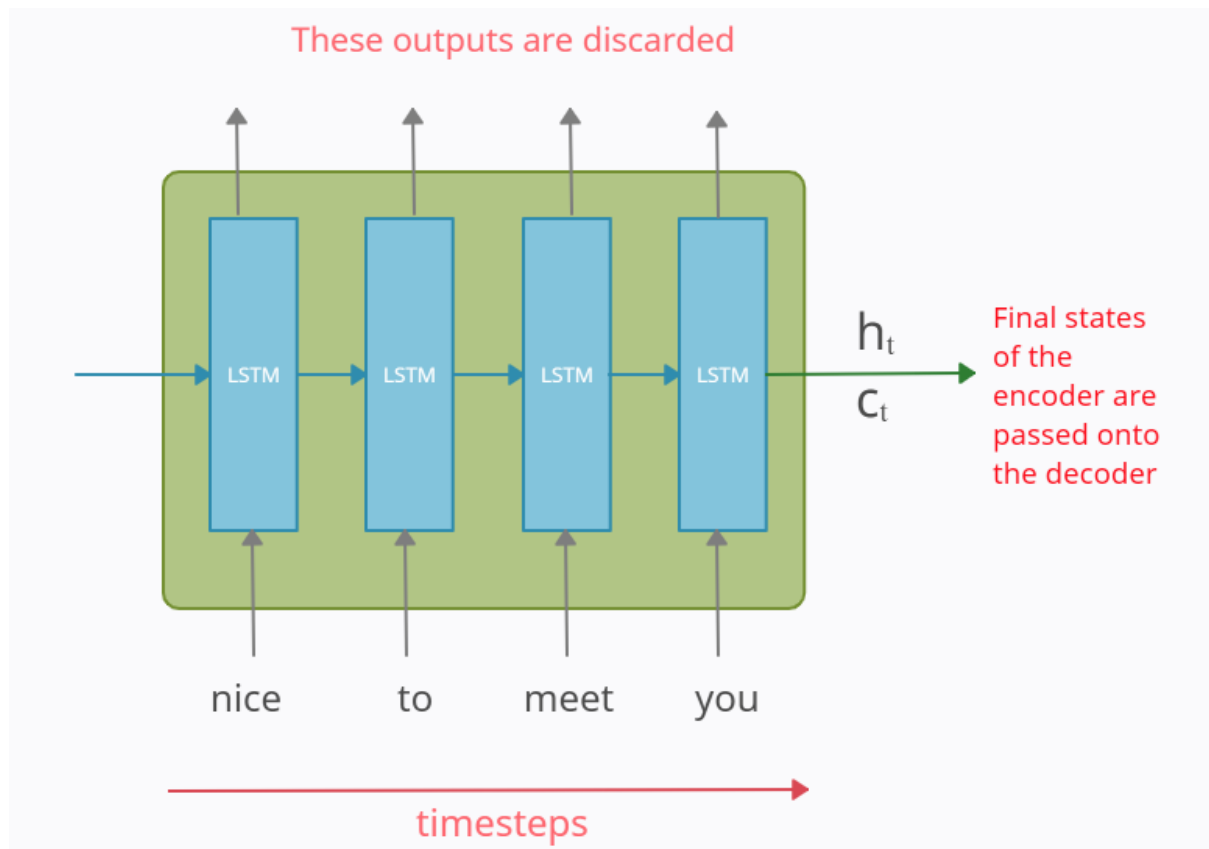 These outputs are discarded
LSTM LSTM LSTM LSTM
hₜ
cₜ
Final states
of the
encoder are
passed onto
the decoder
nice to meet you
timesteps